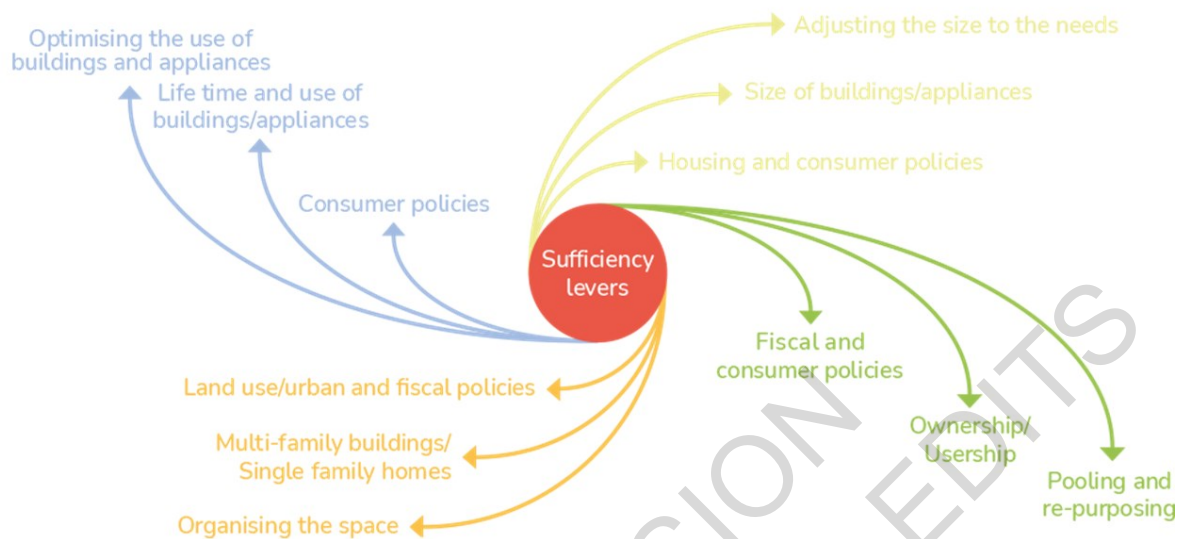 Optimising the use of
buildings and appliances
Life time and use of
buildings/appliances
Consumer policies
Adjusting the size to the needs
Size of buildings/appliances
Housing and consumer policies
Sufficiency
levers
Fiscal and
consumer policies
Ownership/
Usership
Pooling and
re-purposing
Land use/urban and fiscal policies
Multi-family buildings/
Single family homes
Organising the space
EDITS